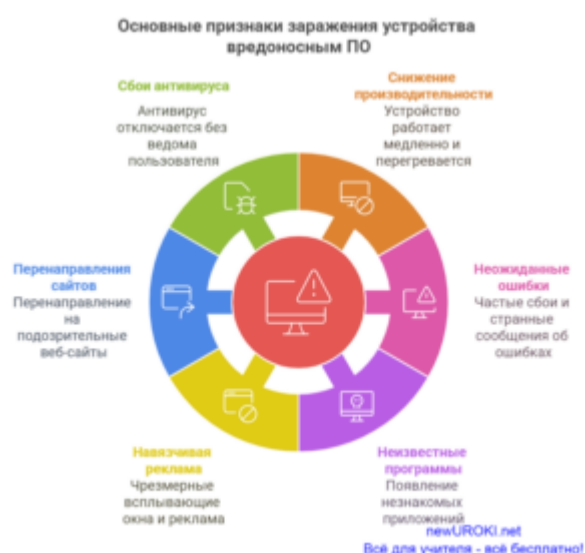 Основные признаки заражения устройства
вредоносным ПО
Сбои антивируса
Антивирус
отключается без
ведома
пользователя
Снижение
производительности
Устройство
работает
медленно и
перегревается
Перенаправления
сайтов
Перенаправление
на
подозрительные
веб-сайты
Неожиданные
ошибки
Частые сбои и
странные
сообщения об
ошибках
Навязчивая
реклама
Чрезмерные
всплывающие
окна и реклама
Неизвестные
программы
Появление
незнакомых
приложений
newUROKI.net
Всё для учителя - всё бесплатно!